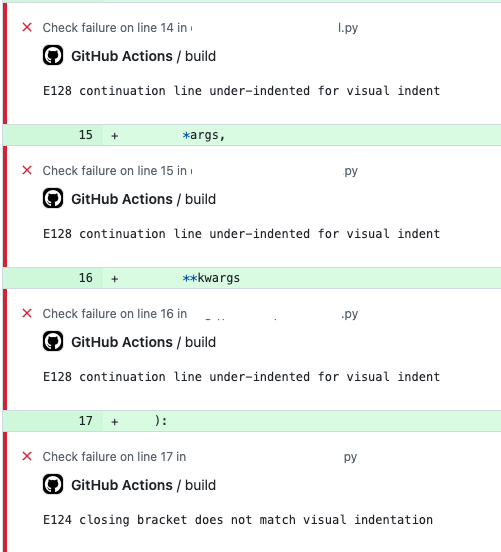 Check failure on line 14 in l.py
GitHub Actions / build
E128 continuation line under-indented for visual indent
15 + *args,
Check failure on line 15 in py
GitHub Actions / build
E128 continuation line under-indented for visual indent
16 + **kwargs
Check failure on line 16 in .py
GitHub Actions / build
E128 continuation line under-indented for visual indent
17 + ):
Check failure on line 17 in py
GitHub Actions / build
E124 closing bracket does not match visual indentation